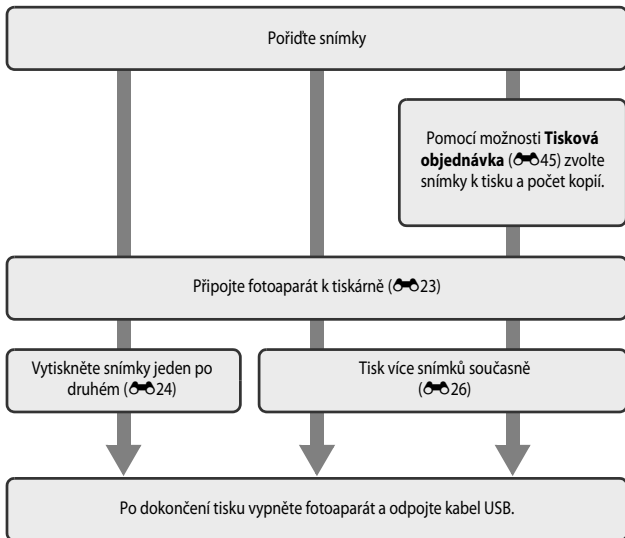 Pořiďte snímky
Pomocí možnosti Tisková
objednávka (45) zvolte
snímky k tisku a počet kopií.
Připojte fotoaparát k tiskárně (23)
Vytiskněte snímky jeden po
druhém (24)
Tisk více snímků současně
(26)
Po dokončení tisku vypněte fotoaparát a odpojte kabel USB.